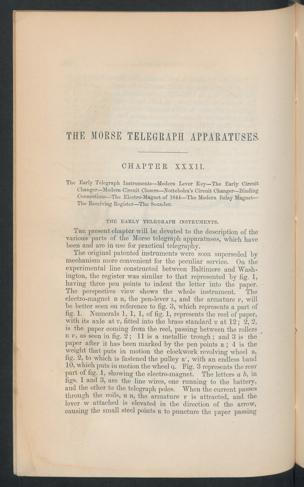 THE MORSE TELEGRAPH APPARATUSES.
CHAPTER XXXII.
The Early Telegraph Instruments—Modern Lever Key—The Early Circuit
Changer—Modern Circuit Closers—Nottebohn's Circuit Changer—Binding
Connections—The Electro-Magnet of 1844—The Modern Relay Magnet—
The Receiving Register—The Sounder.
THE EARLY TELEGRAPH INSTRUMENTS.
The present chapter will be devoted to the description of the
various parts of the Morse telegraph apparatuses, which have
been and are in use for practical telegraphy.
The original patented instruments were soon superseded by
mechanism more convenient for the peculiar service. On the
experimental line constructed between Baltimore and Wash-
ington, the register was similar to that represented by fig. 1,
having three pen points to indent the letter into the paper.
The perspective view shows the whole instrument. The
electro-magnet is the pen-lever and the armature will
be better seen on reference to fig. 3, which represents a part of
fig. 1. Numerals 1, 1, 1, of fig. 1, represents the reel of paper,
with its axle at fitted into the brass standard at 12; 2, 2,
is the paper coming from the reel, passing between the rollers
as seen in fig. 2; 11 is a metallic trough; and 3 is the
paper after it has been marked by the pen points 4 is the
weight that puts in motion the clockwork revolving wheel
fig. 2, to which is fastened the pulley with an endless band
10, which puts in motion the wheel Fig. 3 represents the rear
part of fig. 1, showing the electro-magnet. The letters a b, in
figs. 1 and 3, are the line wires, one running to the battery,
and the other to the telegraph poles. When the current passes
through the coils, the armature is attracted, and the
lever is elevated in the direction of the arrow,
causing the small steel points to puncture the paper passing